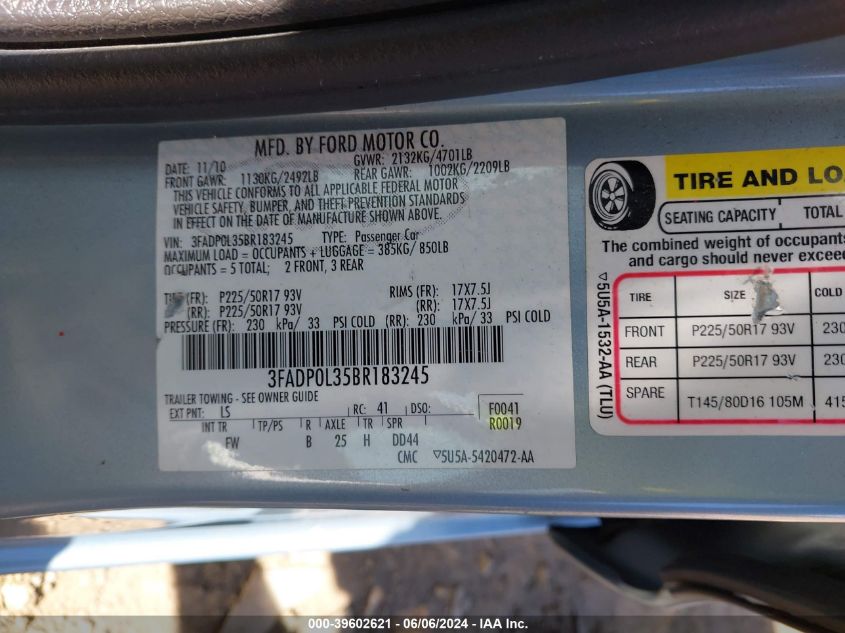 MFD. BY FORD MOTOR CO.
DATE: 11/10 GVWR: 2132KG/4701LB
FRONT GAWR: 1130KG/2492LB REAR GAWR: 1002KG/2209LB
THIS VEHICLE CONFORMS TO ALL APPLICABLE FEDERAL MOTOR
VEHICLE SAFETY, BUMPER, AND THEFT PREVENTION STANDARDS
IN EFFECT ON THE DATE OF MANUFACTURE SHOWN ABOVE.
VIN: 3FADP0L35BR183245 TYPE: Passenger Car
MAXIMUM LOAD = OCCUPANTS + LUGGAGE = 385KG/ 850LB
OCCUPANTS = 5 TOTAL; 2 FRONT, 3 REAR
(FR): P225/50R17 93V RIMS (FR): 17X7.5J
(RR): P225/50R17 93V (RR): 17X7.5J
PRESSURE (FR): 230 kPa/ 33 PSI COLD (RR): 230 kPa/ 33 PSI COLD
3FADP0L35BR183245
TRAILER TOWING - SEE OWNER GUIDE
EXT PNT: LS RC: 41 DSO: F0041
INT TR TP/PS R AXLE TR SPR R0019
FW B 25 H DD44
CMC ▽5U5A-5420472-AA
TIRE AND LO
SEATING CAPACITY TOTAL
The combined weight of occupants
and cargo should never exceed
▽5U5A-1532-AA (TLU)
TIRE SIZE COLD
FRONT P225/50R17 93V 230
REAR P225/50R17 93V 230
SPARE T145/80D16 105M 415
000-39602621 - 06/06/2024 - IAA Inc.